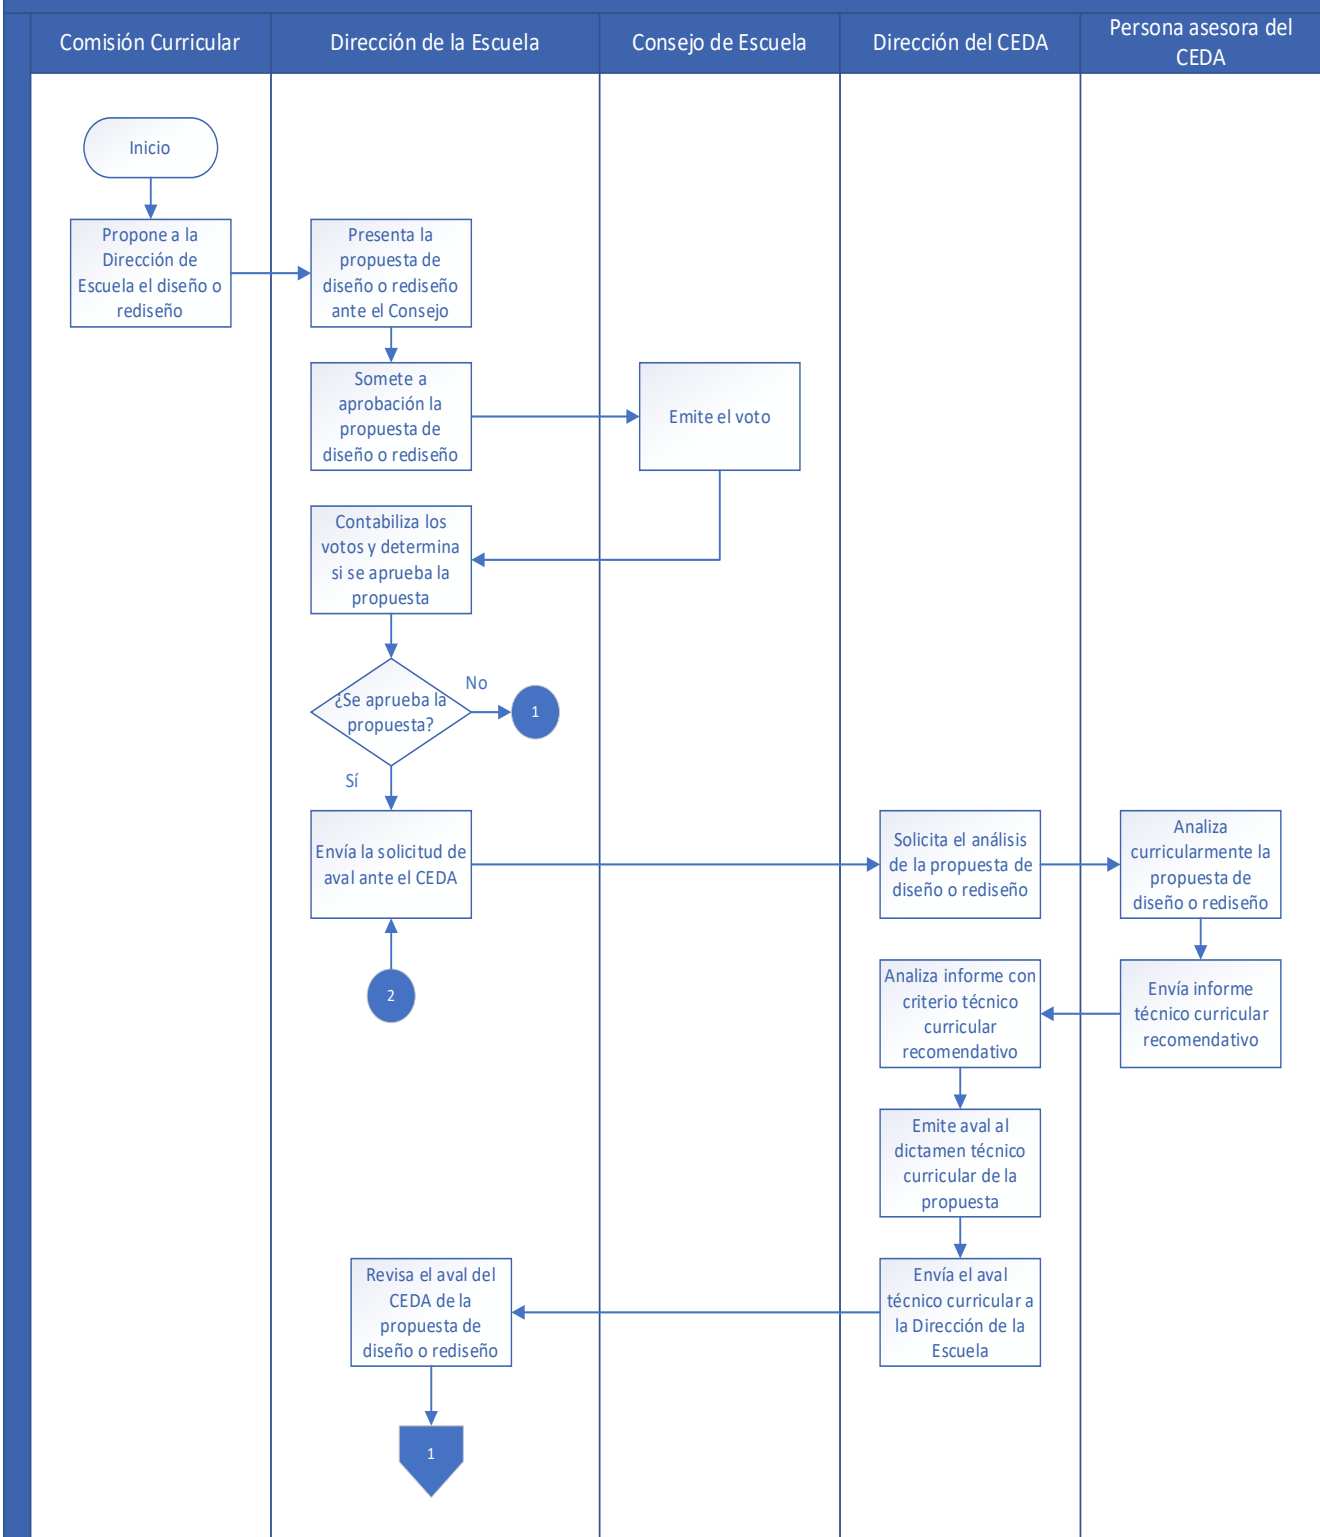 Comisión Curricular
Dirección de la Escuela
Consejo de Escuela
Dirección del CEDA
Persona asesora del
CEDA
Inicio
Propone a la
Dirección de
Escuela el diseño o
rediseño
Presenta la
propuesta de
diseño o rediseño
ante el Consejo
Somete a
aprobación la
propuesta de
diseño o rediseño
Emite el voto
Contabiliza los
votos y determina
si se aprueba la
propuesta
¿Se aprueba la
propuesta?
No
1
Sí
Envía la solicitud de
aval ante el CEDA
Solicita el análisis
de la propuesta de
diseño o rediseño
Analiza
curricularmente la
propuesta de
diseño o rediseño
2
Analiza informe con
criterio técnico
curricular
recomendativo
Envía informe
técnico curricular
recomendativo
Emite aval al
dictamen técnico
curricular de la
propuesta
Revisa el aval del
CEDA de la
propuesta de
diseño o rediseño
Envía el aval
técnico curricular a
la Dirección de la
Escuela
1